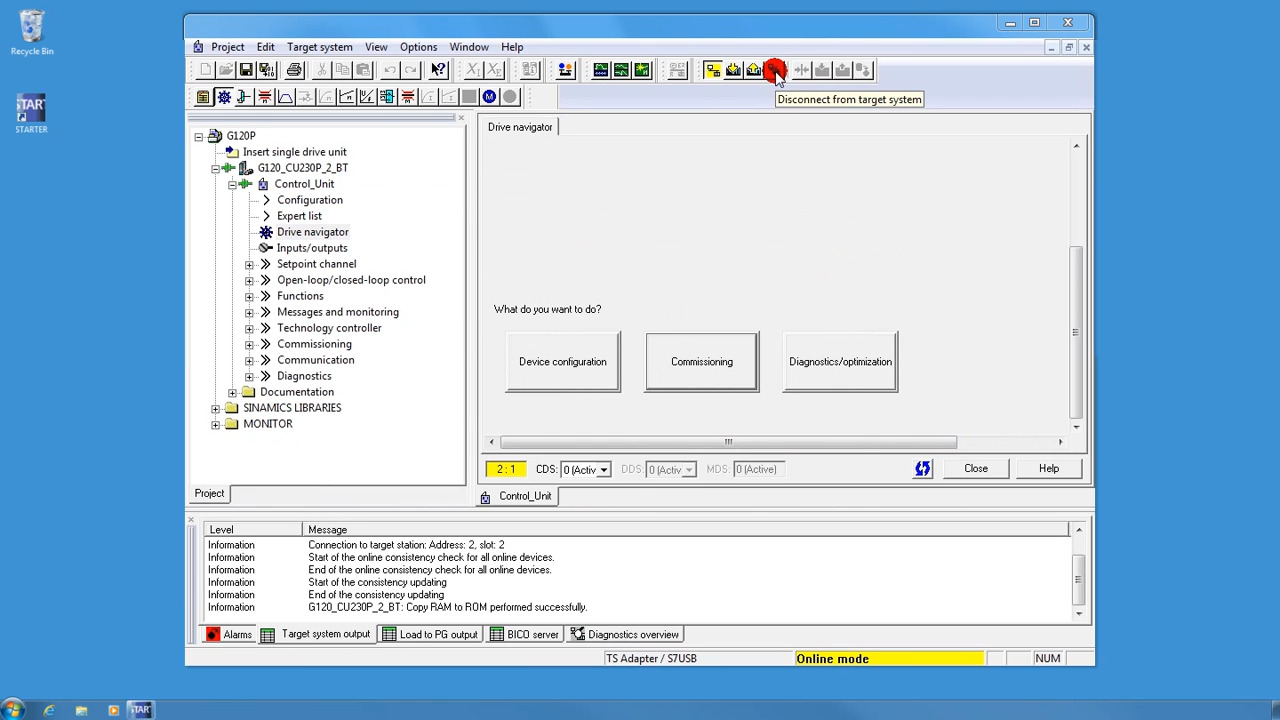 Recycle Bin
STARTER
Project Edit Target system View Options Window Help
Disconnect from target system
G120P
Insert single drive unit
G120_CU230P_2_BT
Control_Unit
Configuration
Expert list
Drive navigator
Inputs/outputs
Setpoint channel
Open-loop/closed-loop control
Functions
Messages and monitoring
Technology controller
Commissioning
Communication
Diagnostics
Documentation
SINAMICS LIBRARIES
MONITOR
Project
Drive navigator
What do you want to do?
Device configuration
Commissioning
Diagnostics/optimization
2 : 1 CDS: 0 (Activ DDS: 0 (Activ MDS: 0 (Active)
Close
Help
Control_Unit
Level Message
Information Connection to target station: Address: 2, slot: 2
Information Start of the online consistency check for all online devices.
Information End of the online consistency check for all online devices.
Information Start of the consistency updating
Information End of the consistency updating
Information G120_CU230P_2_BT: Copy RAM to ROM performed successfully.
Alarms Target system output Load to PG output BICO server Diagnostics overview
TS Adapter / S7USB Online mode NUM